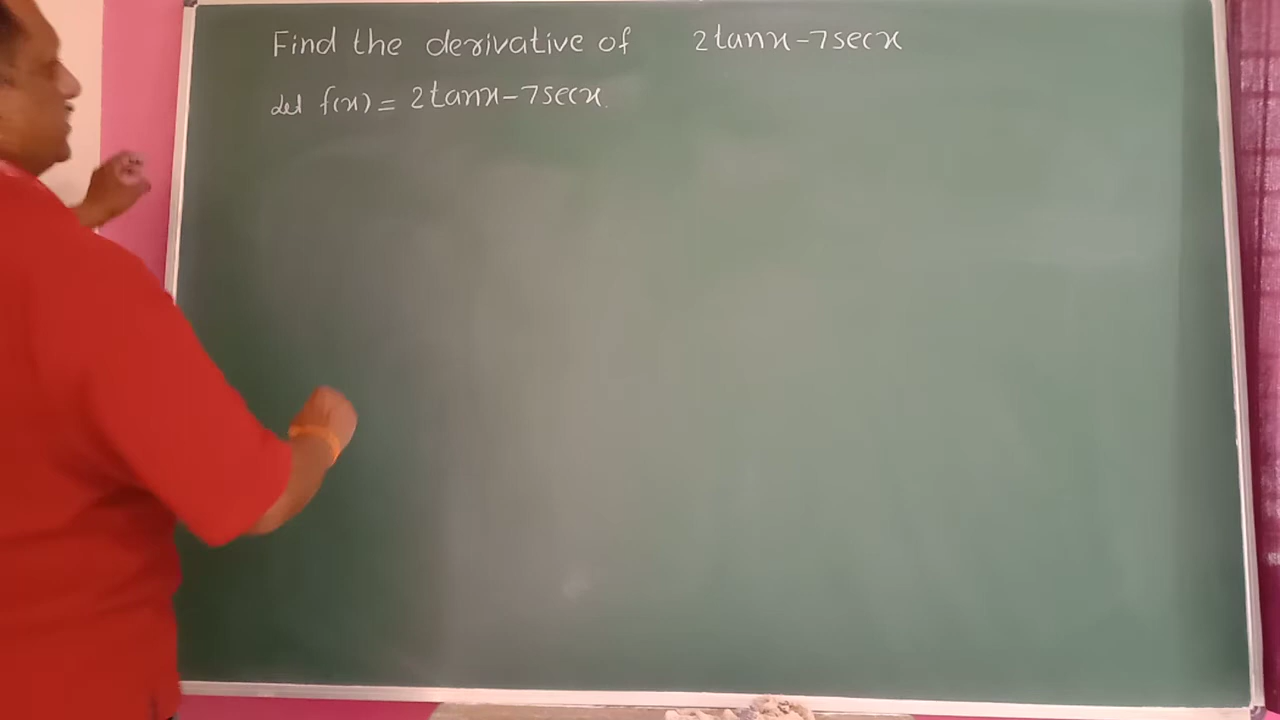 Find the derivative of 2tanx-7secx
Let f(x) = 2tanx-7secx.